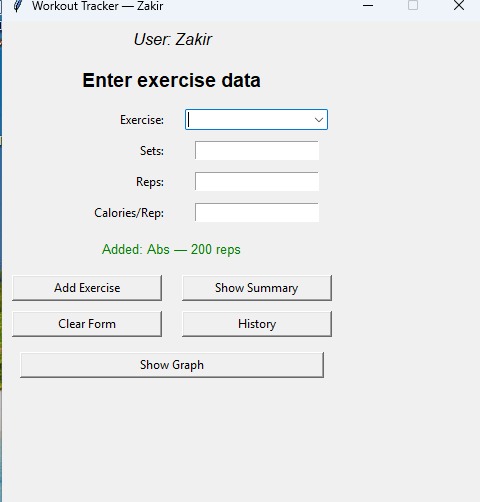 Workout Tracker — Zakir
User: Zakir
Enter exercise data
Exercise:
Sets:
Reps:
Calories/Rep:
Added: Abs — 200 reps
Add Exercise
Show Summary
Clear Form
History
Show Graph